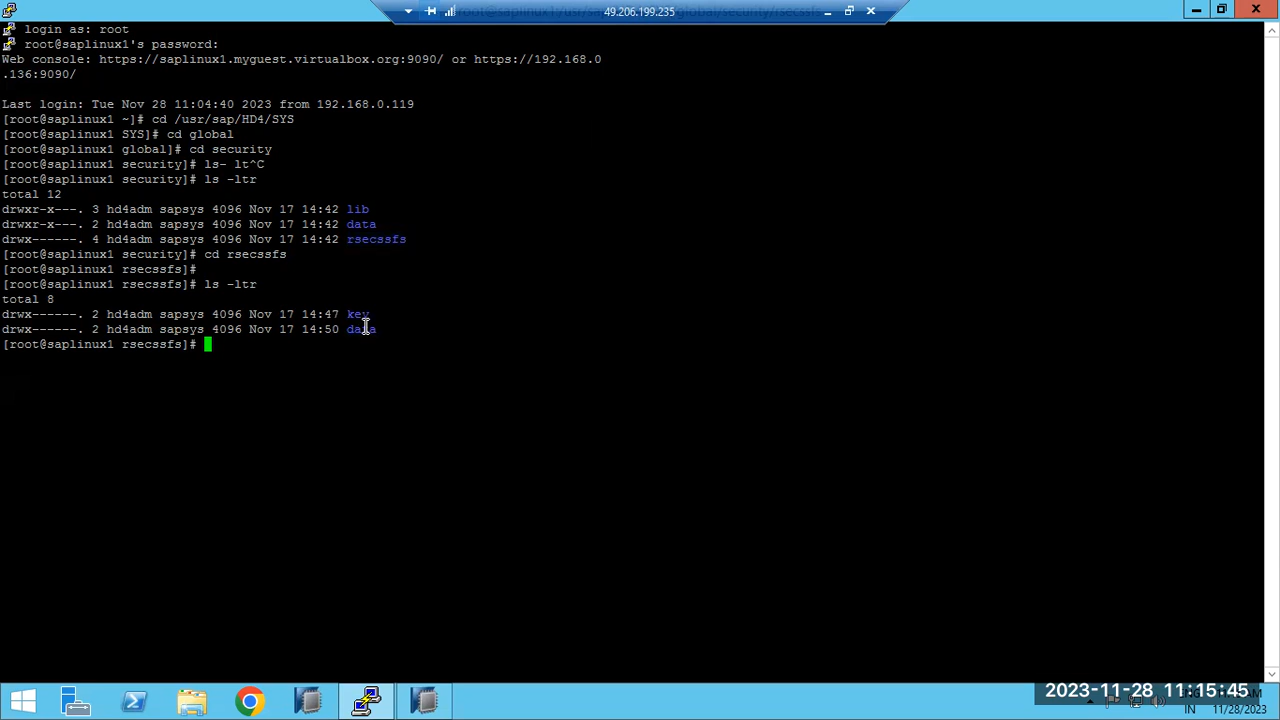 49.206.199.235
login as: root
root@saplinux1's password:
Web console: https://saplinux1.myguest.virtualbox.org:9090/ or https://192.168.0
.136:9090/
Last login: Tue Nov 28 11:04:40 2023 from 192.168.0.119
[root@saplinux1 ~]# cd /usr/sap/HD4/SYS
[root@saplinux1 SYS]# cd global
[root@saplinux1 global]# cd security
[root@saplinux1 security]# ls- lt^C
[root@saplinux1 security]# ls -ltr
total 12
drwxr-x---. 3 hd4adm sapsys 4096 Nov 17 14:42 lib
drwxr-x---. 2 hd4adm sapsys 4096 Nov 17 14:42 data
drwx------. 4 hd4adm sapsys 4096 Nov 17 14:42 rsecssfs
[root@saplinux1 security]# cd rsecssfs
[root@saplinux1 rsecssfs]#
[root@saplinux1 rsecssfs]# ls -ltr
total 8
drwx------. 2 hd4adm sapsys 4096 Nov 17 14:47 key
drwx------. 2 hd4adm sapsys 4096 Nov 17 14:50 data
[root@saplinux1 rsecssfs]#
2023-11-28 11:15:45
IN 11/28/2023